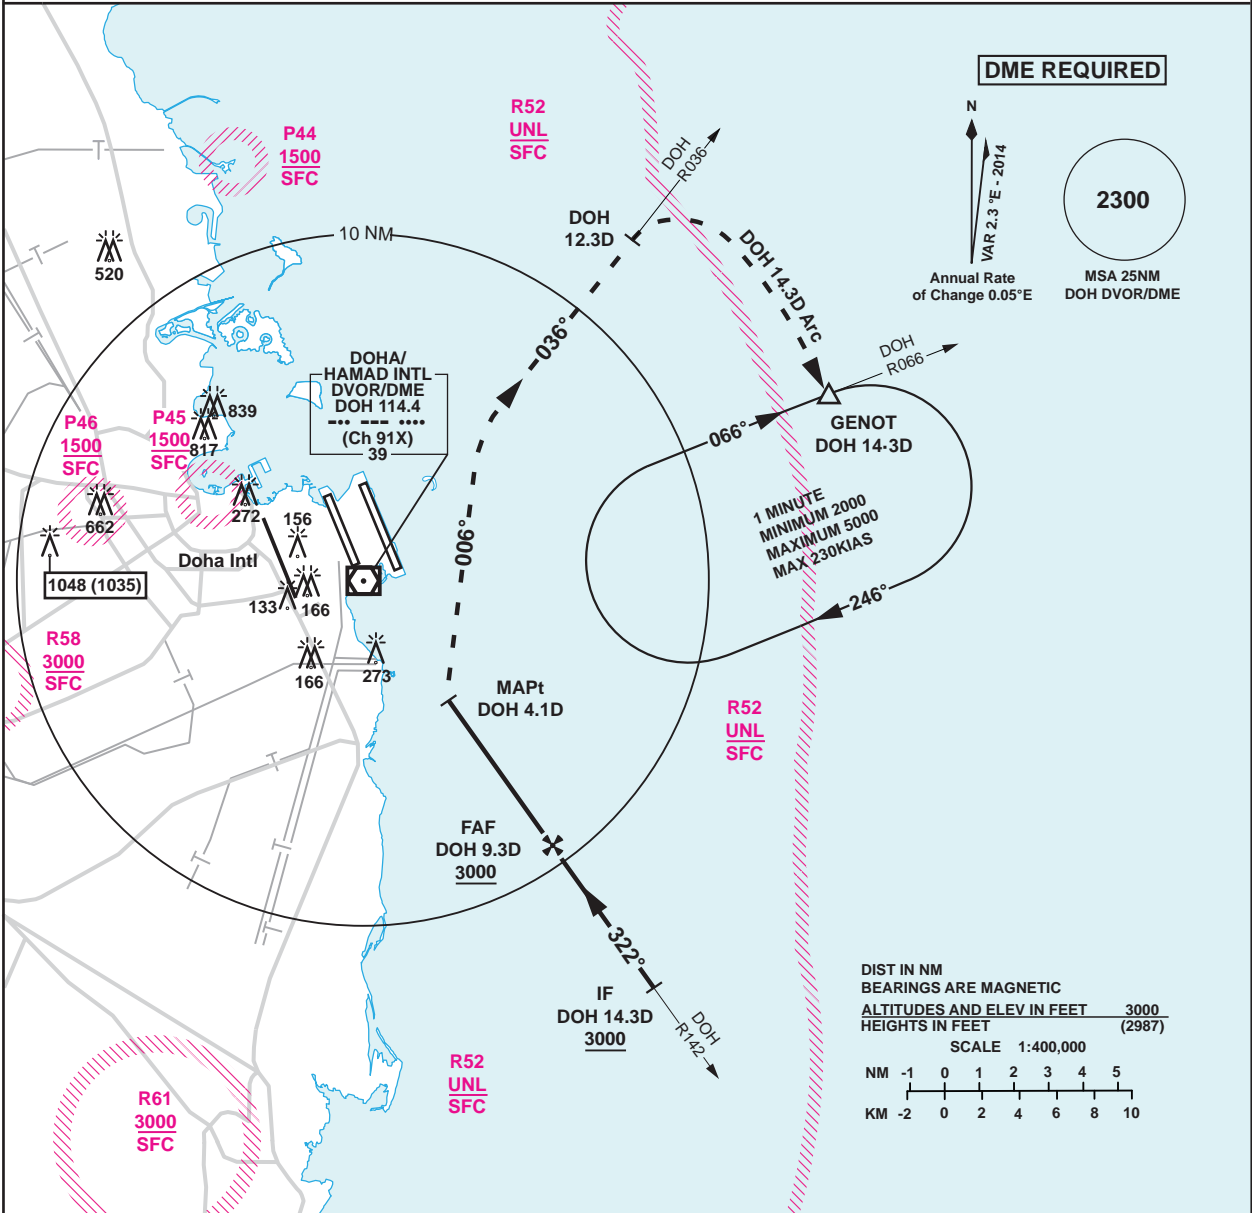 DME REQUIRED
R52
UNL
SFC
P44
1500
SFC
DOH
R036
N
VAR 2.3 °E - 2014
Annual Rate
of Change 0.05°E
2300
MSA 25NM
DOH DVOR/DME
DOH
12.3D
10 NM
520
DOH 14.3D Arc
036°
DOH
R066
DOHA/
HAMAD INTL
DVOR/DME
DOH 114.4
(Ch 91X)
39
839
817
P46
1500
SFC
P45
1500
SFC
GENOT
DOH 14·3D
066°
1 MINUTE
MINIMUM 2000
MAXIMUM 5000
MAX 230KIAS
246°
662
272
156
Doha Intl
1048 (1035)
133
166
006°
R58
3000
SFC
166
273
MAPt
DOH 4.1D
R52
UNL
SFC
FAF
DOH 9.3D
3000
322°
IF
DOH 14.3D
3000
DOH
R142
R52
UNL
SFC
R61
3000
SFC
DIST IN NM
BEARINGS ARE MAGNETIC
ALTITUDES AND ELEV IN FEET 3000
HEIGHTS IN FEET (2987)
SCALE 1:400,000
NM -1 0 1 2 3 4 5
KM -2 0 2 4 6 8 10